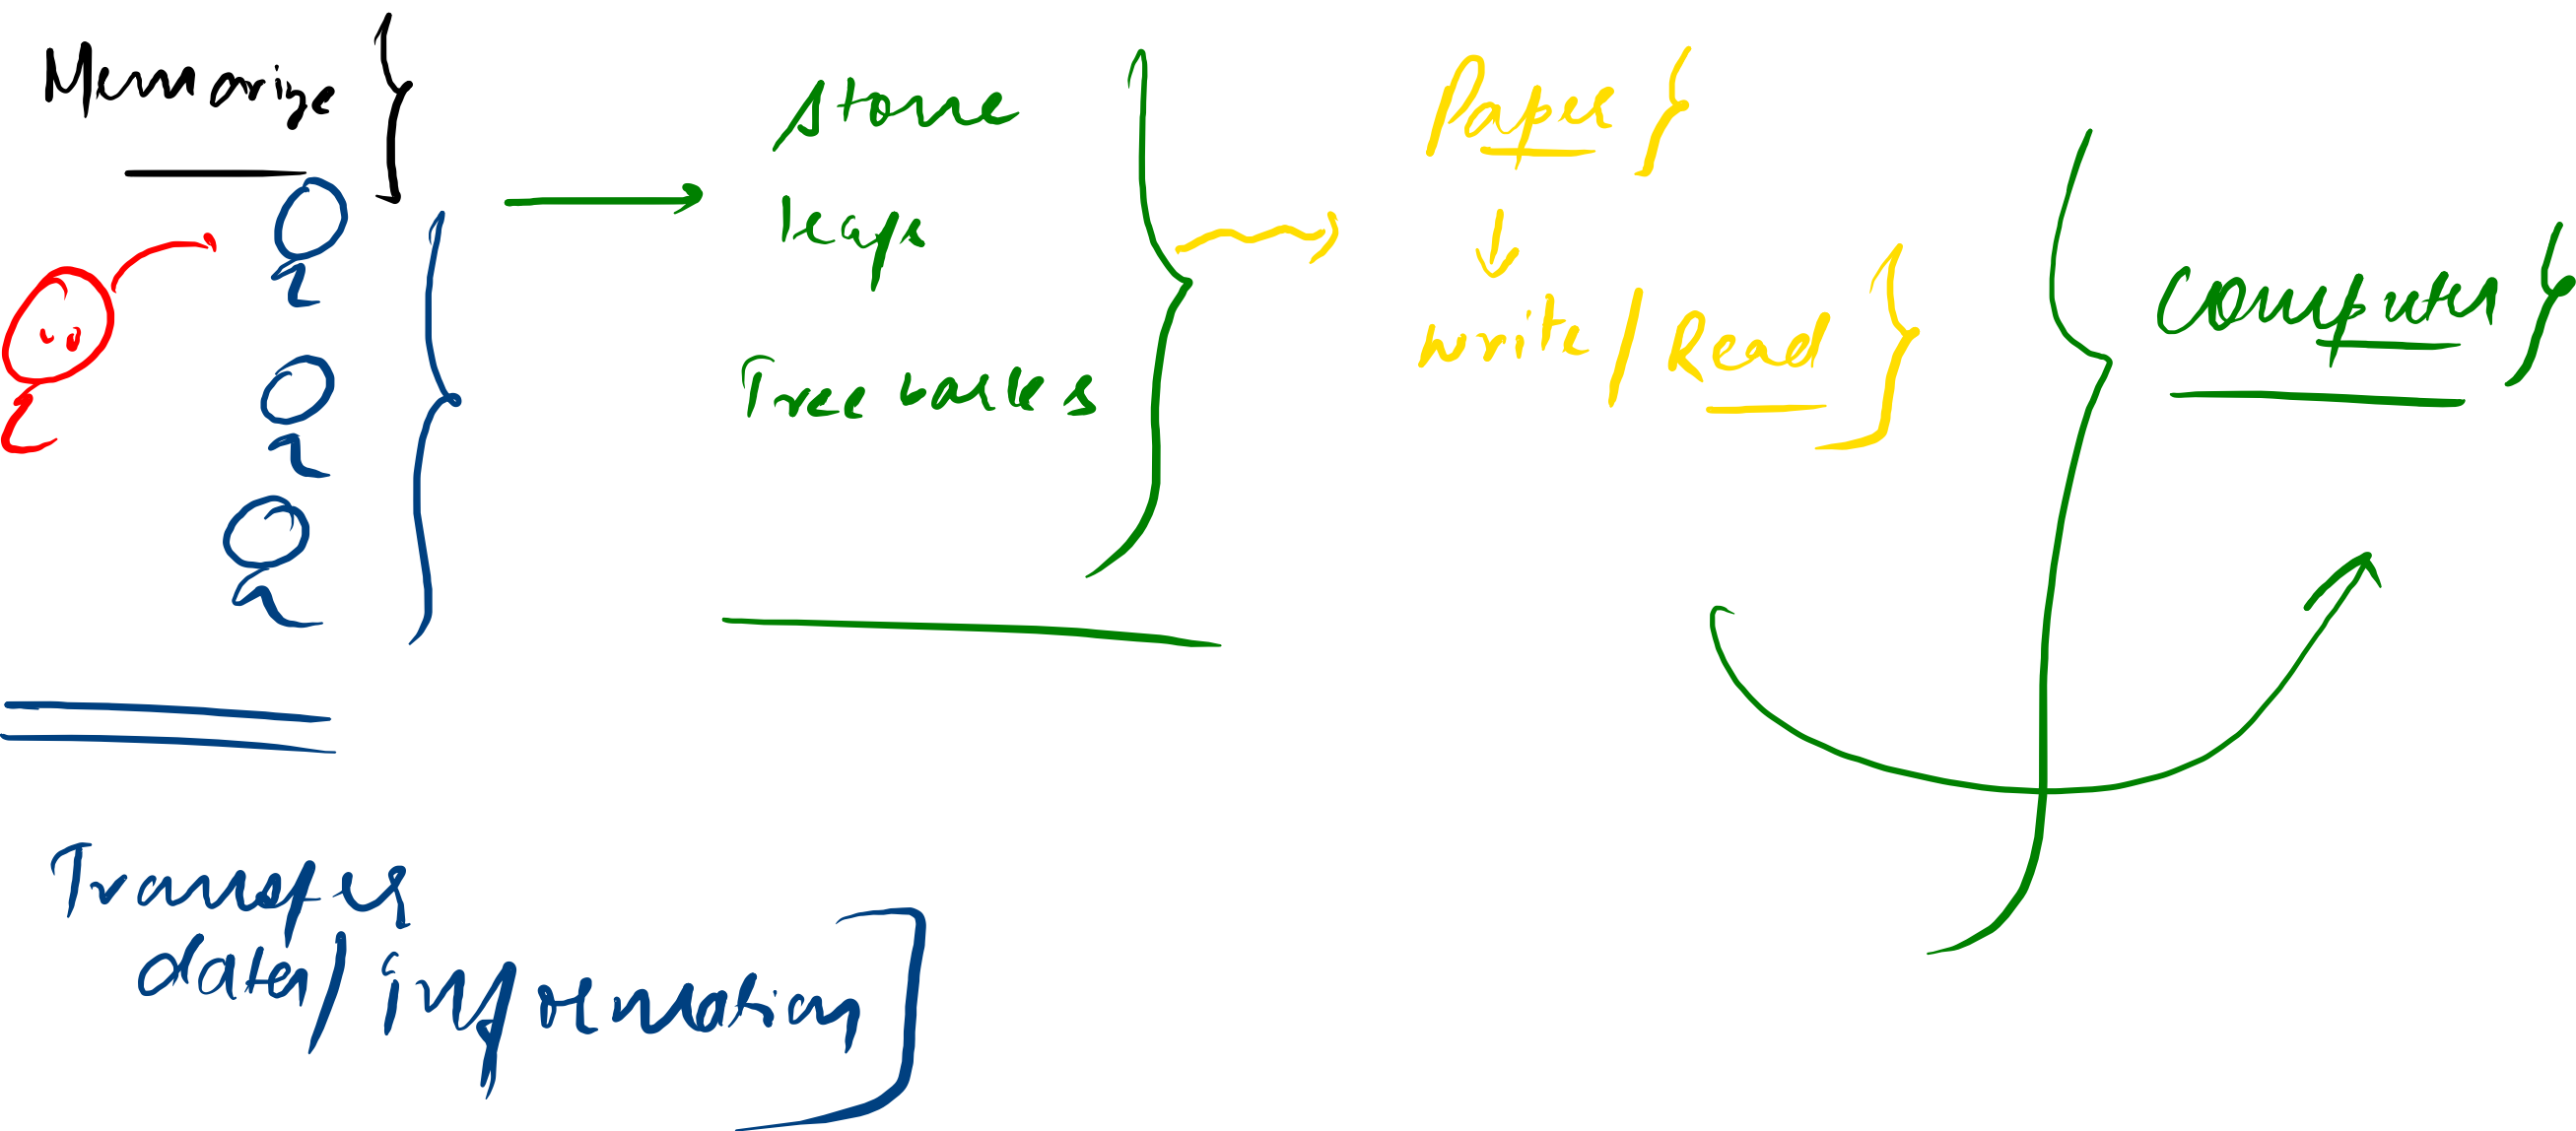 Memorize
stone
leafs
Tree barks
Paper
write / Read
Computer
Transfer
data / information